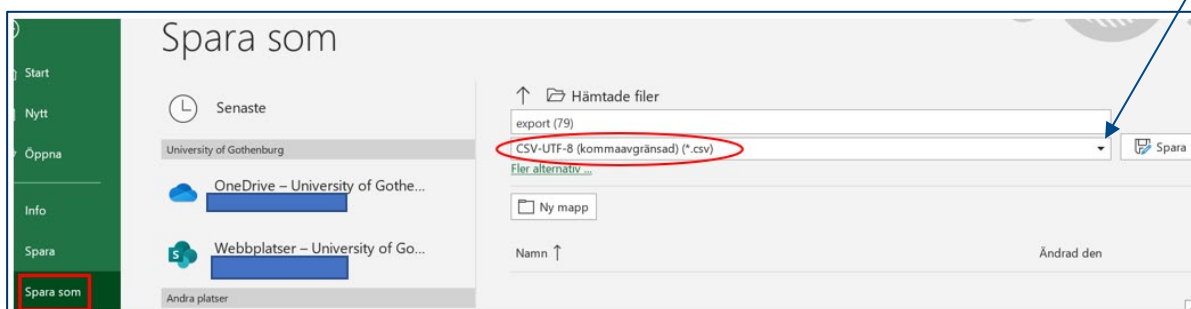 Spara som
Start
Nytt
Öppna
Info
Spara
Spara som
Senaste
University of Gothenburg
OneDrive – University of Gothe...
Webbplatser – University of Go...
Andra platser
↑ Hämtade filer
export (79)
CSV-UTF-8 (kommaavgränsad) (*.csv)
Spara
Fler alternativ ...
Ny mapp
Namn ↑
Ändrad den